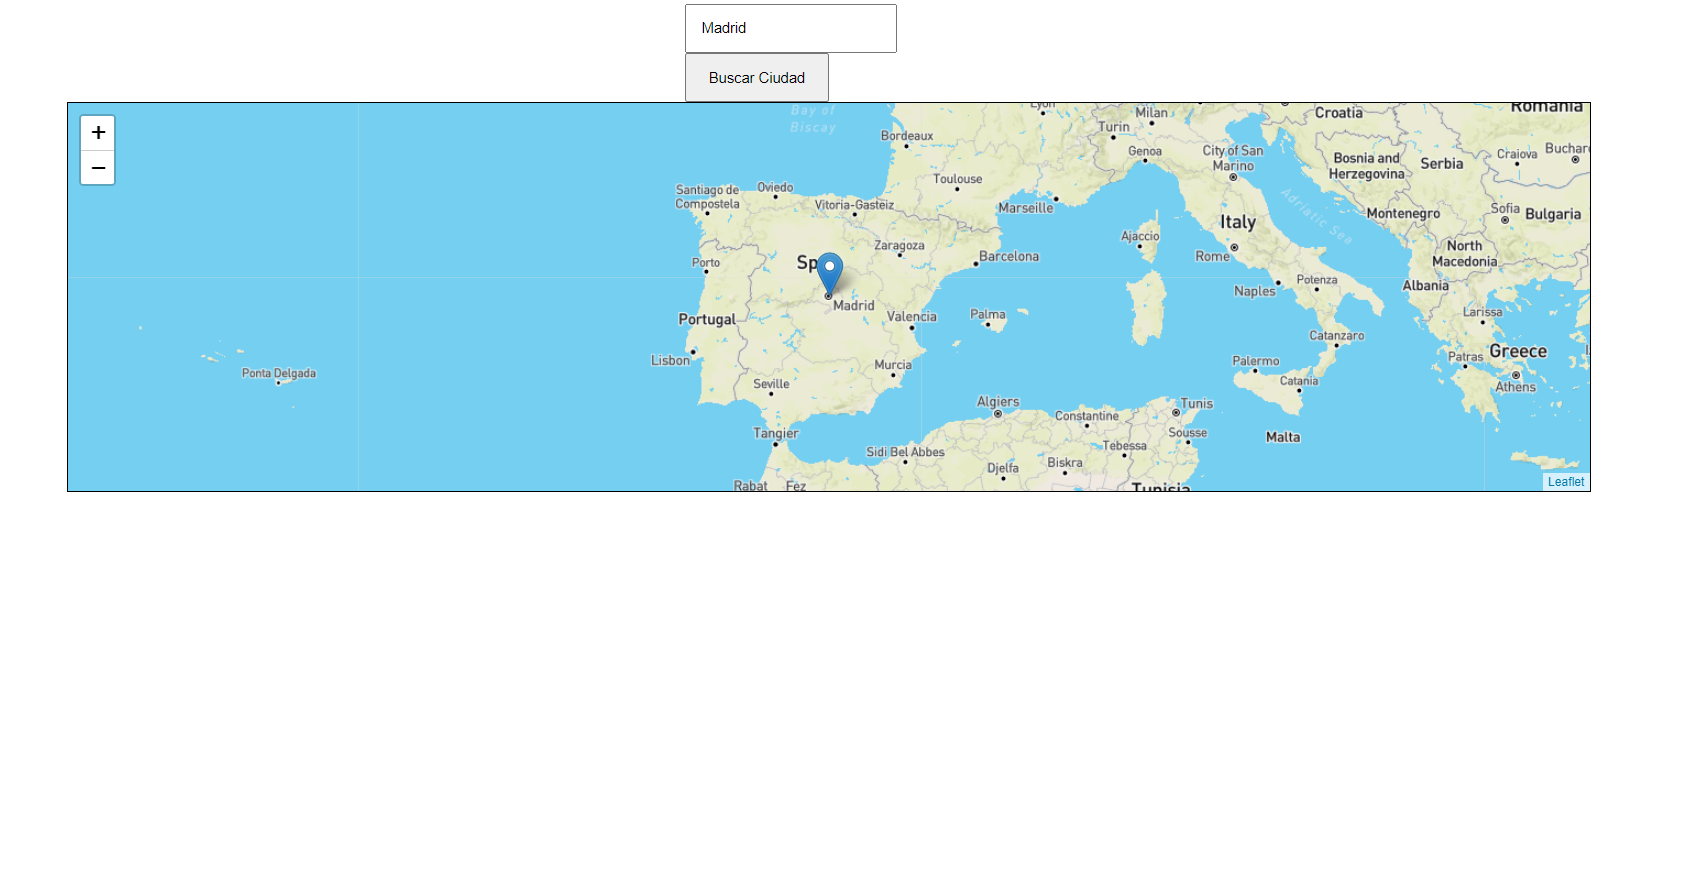 Madrid
Buscar Ciudad
+
−
Bay of
Biscay
Lyon
Milan
Croatia
Romania
Turin
Bordeaux
Genoa
City of San
Marino
Bosnia and
Herzegovina
Serbia
Craiova
Toulouse
Marseille
Santiago de
Compostela
Oviedo
Vitoria-Gasteiz
Adriatic Sea
Montenegro
Sofia
Bulgaria
Italy
Ajaccio
Zaragoza
Barcelona
Rome
North
Macedonia
Porto
Naples
Potenza
Albania
Madrid
Portugal
Valencia
Palma
Larissa
Catanzaro
Lisbon
Murcia
Palermo
Patras
Greece
Ponta Delgada
Seville
Catania
Athens
Algiers
Constantine
Tunis
Tangier
Sousse
Malta
Sidi Bel Abbes
Tebessa
Djelfa
Biskra
Rabat
Fez
Tunisia
Leaflet